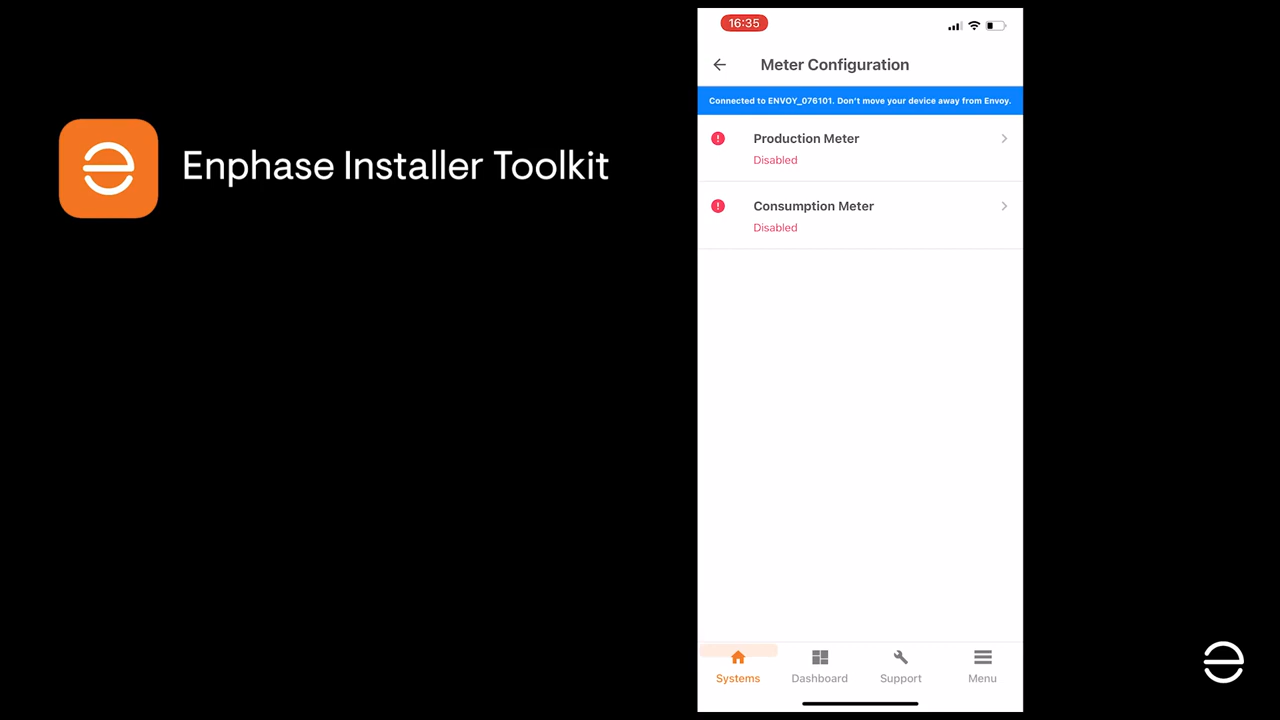 Enphase Installer Toolkit
16:35
Meter Configuration
Connected to ENVOY_076101. Don't move your device away from Envoy.
Production Meter
Disabled
Consumption Meter
Disabled
Systems
Dashboard
Support
Menu